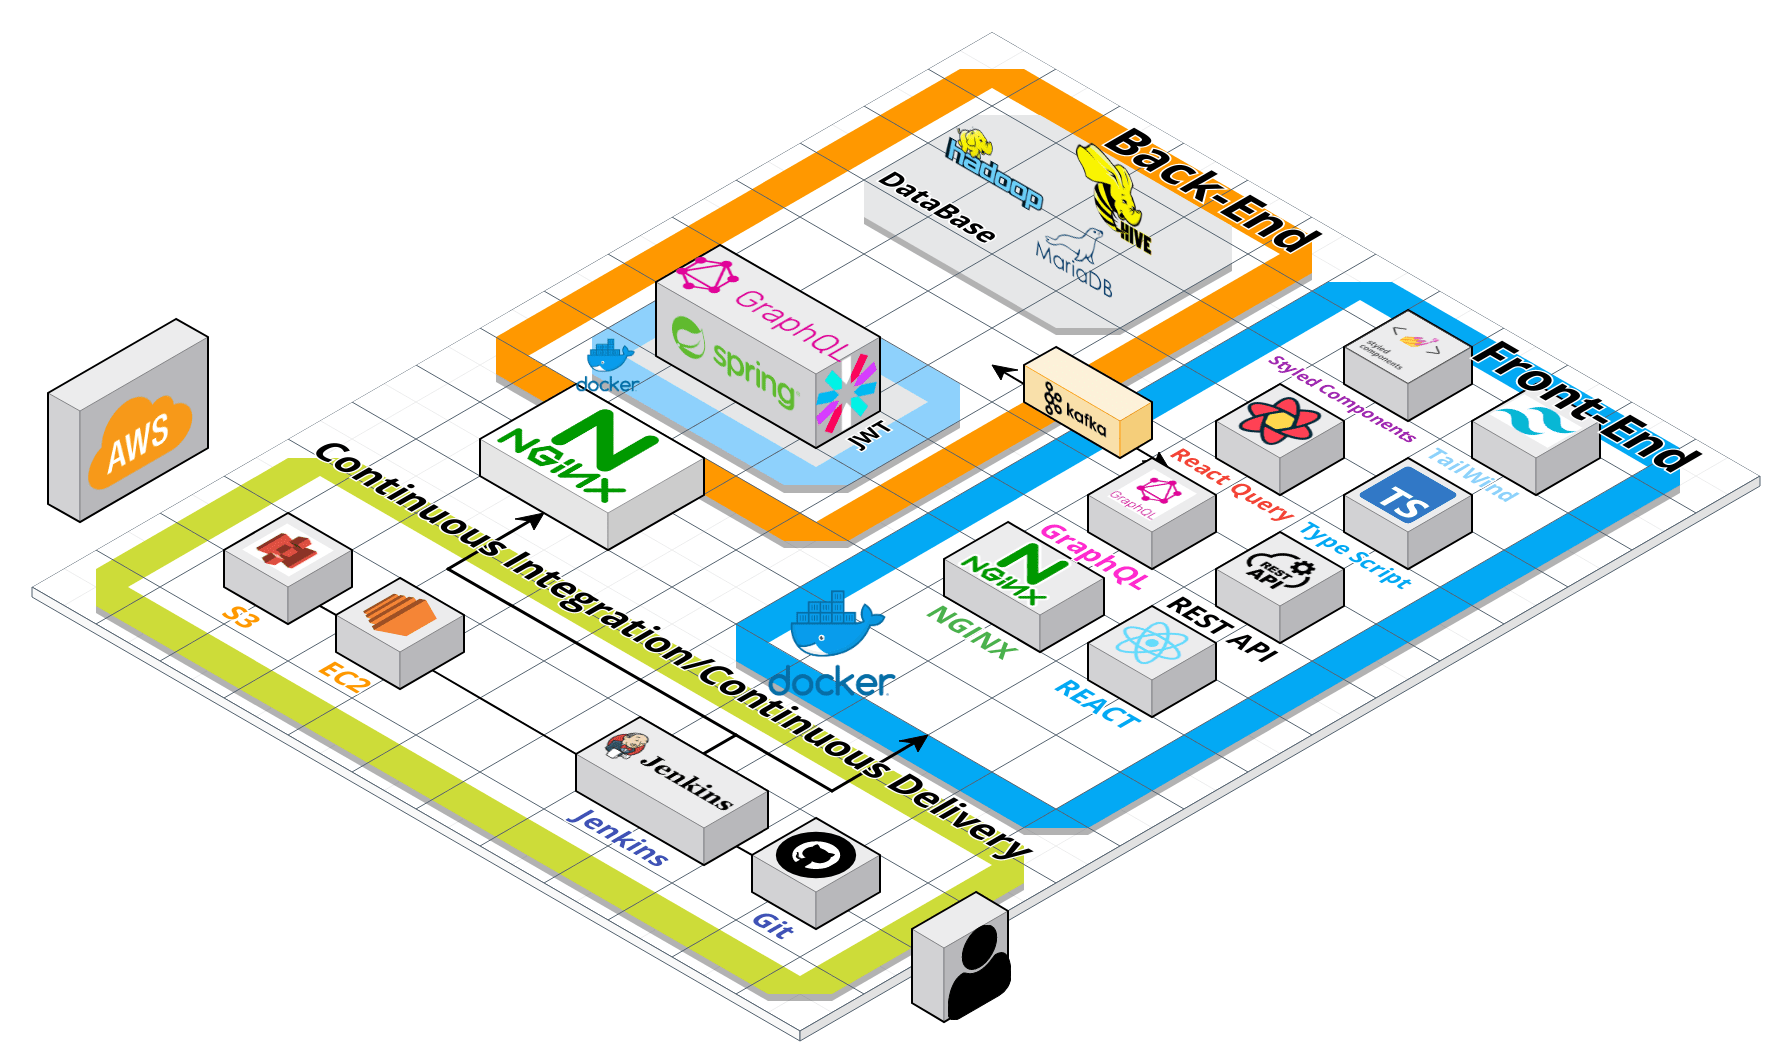 Back-End
hadoop
HIVE
DataBase
MariaDB
GraphQL
spring
docker
JWT
NGINX
AWS
kafka
Front-End
styled
components
Styled Components
TailWind
React Query
TS
Type Script
GraphQL
GraphQL
REST
API
REST API
NGINX
NGINX
REACT
docker
Continuous Integration/Continuous Delivery
S3
EC2
Jenkins
Jenkins
Git